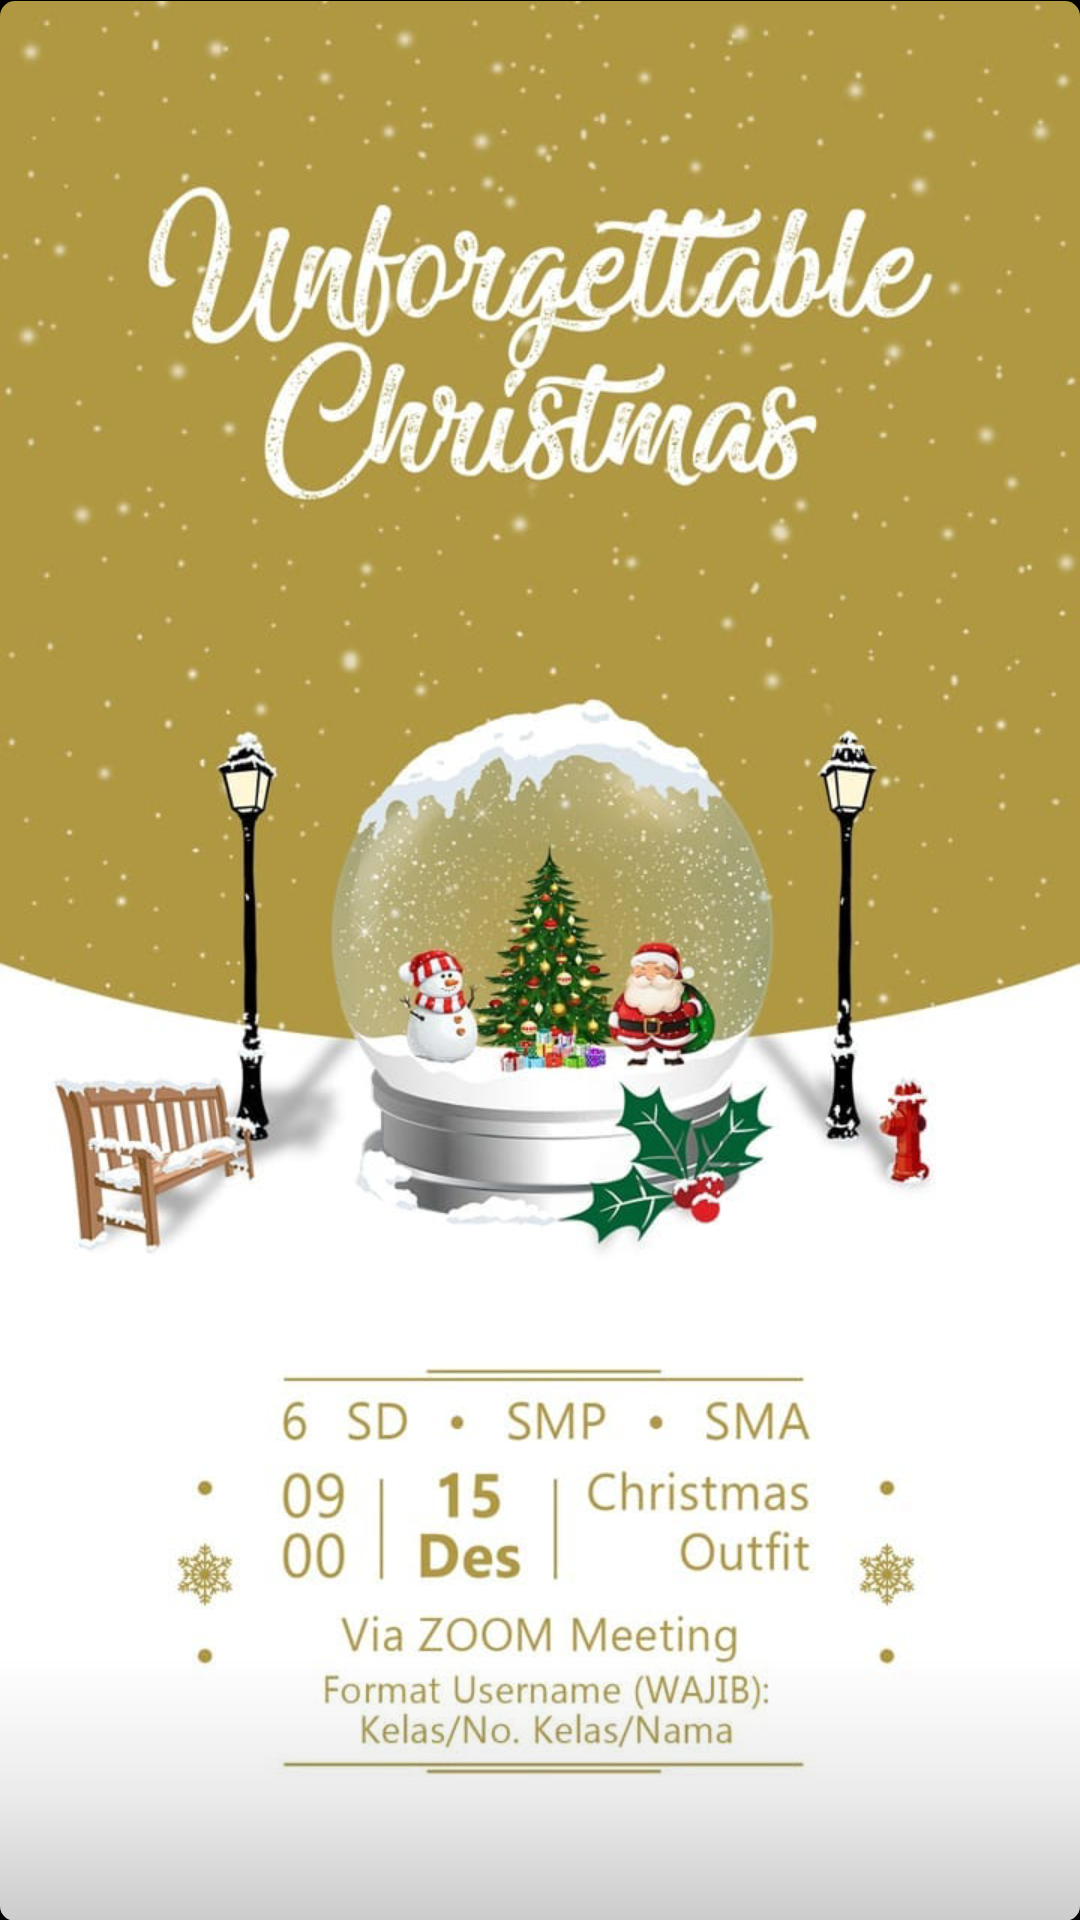 Unforgettable
Christmas
6 SD • SMP • SMA
09
00
15
Des
Christmas
Outfit
Via ZOOM Meeting
Format Username (WAJIB):
Kelas/No. Kelas/Nama